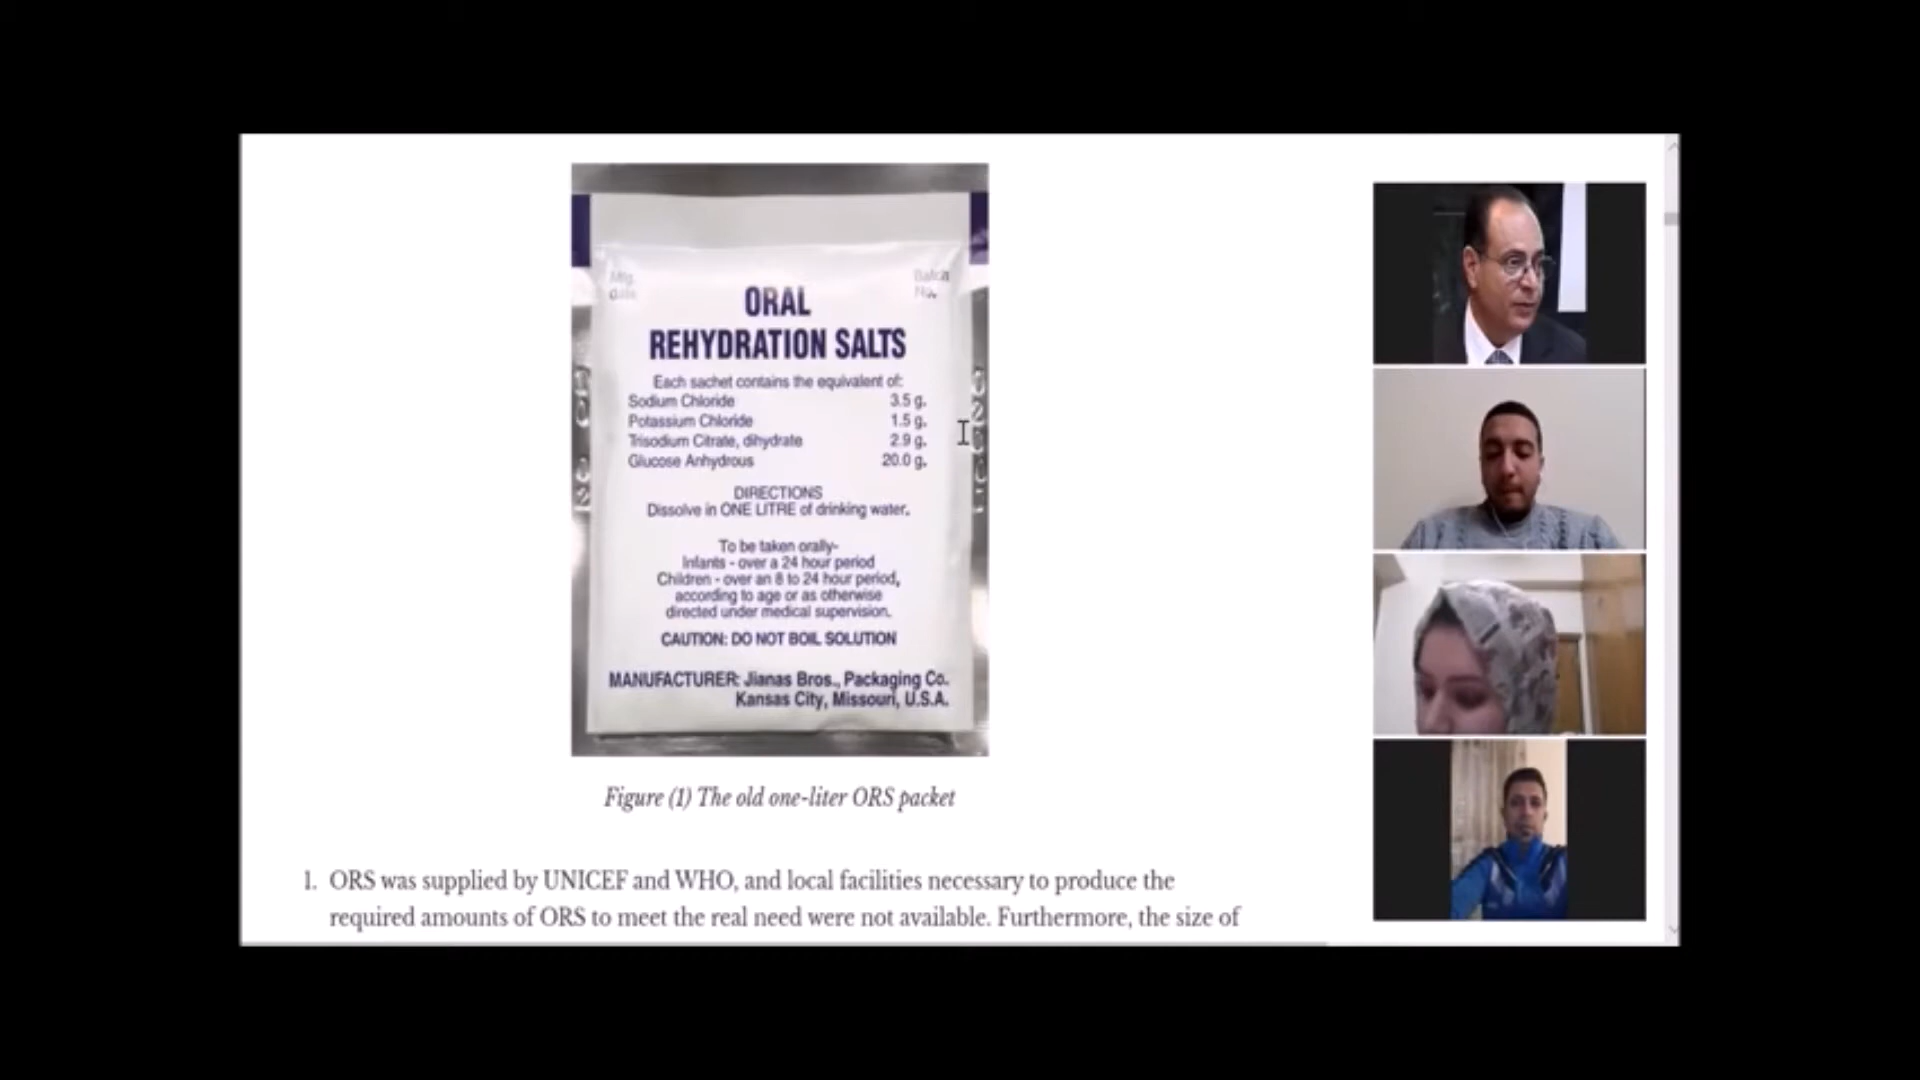 Mfg. Batch
date No.
ORAL
REHYDRATION SALTS
Each sachet contains the equivalent of:
Sodium Chloride 3.5 g.
Potassium Chloride 1.5 g.
Trisodium Citrate, dihydrate 2.9 g.
Glucose Anhydrous 20.0 g.
DIRECTIONS
Dissolve in ONE LITRE of drinking water.
To be taken orally-
Infants - over a 24 hour period
Children - over an 8 to 24 hour period,
according to age or as otherwise
directed under medical supervision.
CAUTION: DO NOT BOIL SOLUTION
MANUFACTURER: Jianas Bros., Packaging Co.
Kansas City, Missouri, U.S.A.
Figure (1) The old one-liter ORS packet
1. ORS was supplied by UNICEF and WHO, and local facilities necessary to produce the
required amounts of ORS to meet the real need were not available. Furthermore, the size of